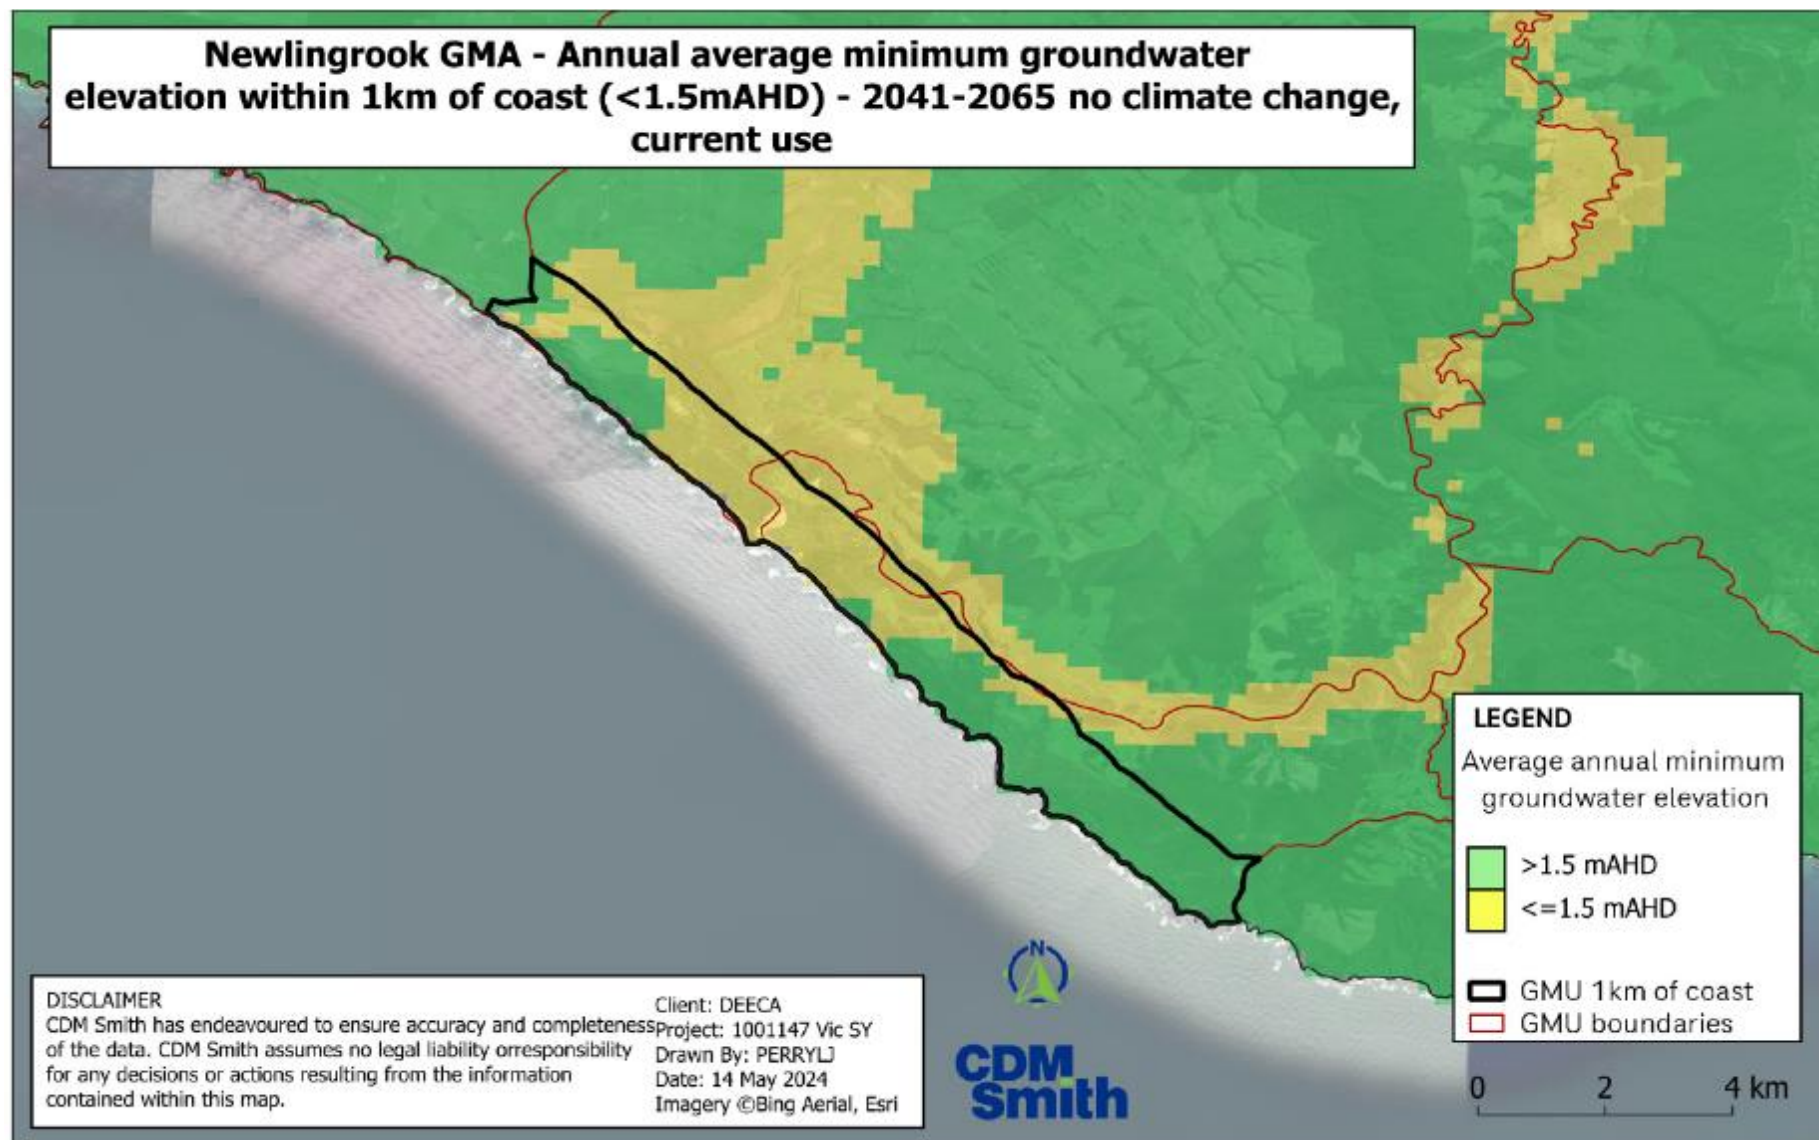 Newlingrook GMA - Annual average minimum groundwater
elevation within 1km of coast (<1.5mAHD) - 2041-2065 no climate change,
current use
LEGEND
Average annual minimum
groundwater elevation
>1.5 mAHD
<=1.5 mAHD
GMU 1km of coast
GMU boundaries
0 2 4 km
N
CDM
Smith
DISCLAIMER
CDM Smith has endeavoured to ensure accuracy and completeness
of the data. CDM Smith assumes no legal liability orresponsibility
for any decisions or actions resulting from the information
contained within this map.
Client: DEECA
Project: 1001147 Vic SY
Drawn By: PERRYLJ
Date: 14 May 2024
Imagery ©Bing Aerial, Esri